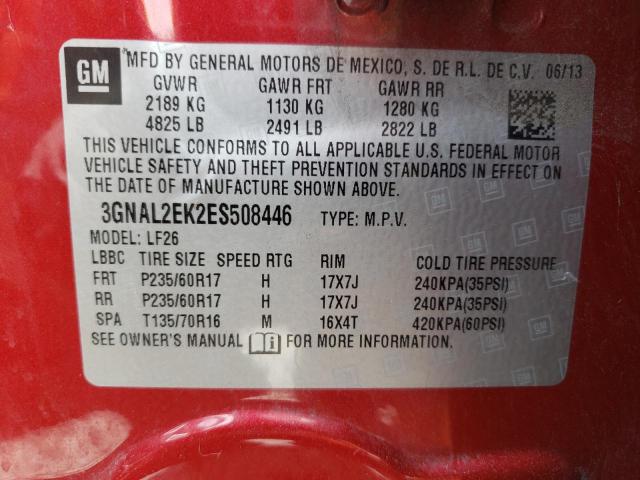 GM
MFD BY GENERAL MOTORS DE MEXICO, S. DE R.L. DE C.V. 06/13
GVWR GAWR FRT GAWR RR
2189 KG 1130 KG 1280 KG
4825 LB 2491 LB 2822 LB
THIS VEHICLE CONFORMS TO ALL APPLICABLE U.S. FEDERAL MOTOR
VEHICLE SAFETY AND THEFT PREVENTION STANDARDS IN EFFECT ON
THE DATE OF MANUFACTURE SHOWN ABOVE.
3GNAL2EK2ES508446 TYPE: M.P.V.
MODEL: LF26
LBBC TIRE SIZE SPEED RTG RIM COLD TIRE PRESSURE
FRT P235/60R17 H 17X7J 240KPA(35PSI)
RR P235/60R17 H 17X7J 240KPA(35PSI)
SPA T135/70R16 M 16X4T 420KPA(60PSI)
SEE OWNER'S MANUAL i FOR MORE INFORMATION.